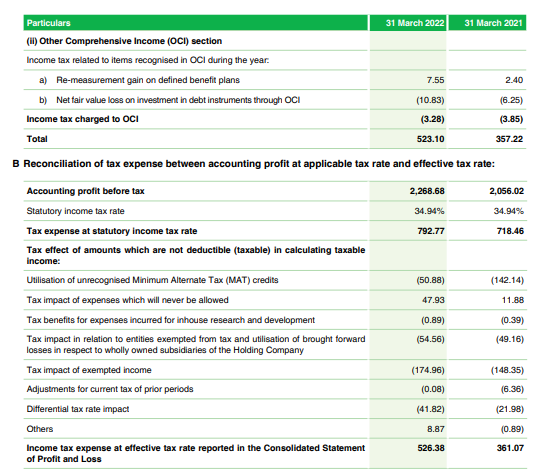 Particulars 31 March 2022 31 March 2021
(ii) Other Comprehensive Income (OCI) section
Income tax related to items recognised in OCI during the year:
a) Re-measurement gain on defined benefit plans 7.55 2.40
b) Net fair value loss on investment in debt instruments through OCI (10.83) (6.25)
Income tax charged to OCI (3.28) (3.85)
Total 523.10 357.22
B Reconciliation of tax expense between accounting profit at applicable tax rate and effective tax rate:
Accounting profit before tax 2,268.68 2,056.02
Statutory income tax rate 34.94% 34.94%
Tax expense at statutory income tax rate 792.77 718.46
Tax effect of amounts which are not deductible (taxable) in calculating taxable
income:
Utilisation of unrecognised Minimum Alternate Tax (MAT) credits (50.88) (142.14)
Tax impact of expenses which will never be allowed 47.93 11.88
Tax benefits for expenses incurred for inhouse research and development (0.89) (0.39)
Tax impact in relation to entities exempted from tax and utilisation of brought forward (54.56) (49.16)
losses in respect to wholly owned subsidiaries of the Holding Company
Tax impact of exempted income (174.96) (148.35)
Adjustments for current tax of prior periods (0.08) (6.36)
Differential tax rate impact (41.82) (21.98)
Others 8.87 (0.89)
Income tax expense at effective tax rate reported in the Consolidated Statement 526.38 361.07
of Profit and Loss